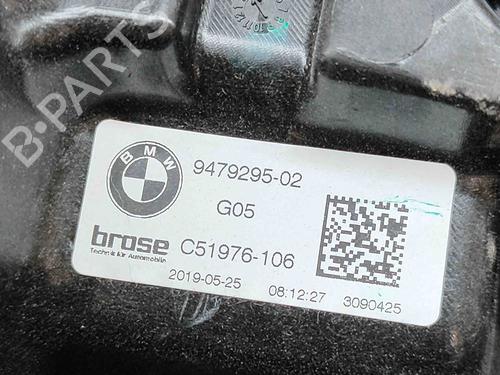 B-PARTS
BMW
9479295-02
G05
brose
Technik für Automobile
C51976-106
2019-05-25 08:12:27 3090425